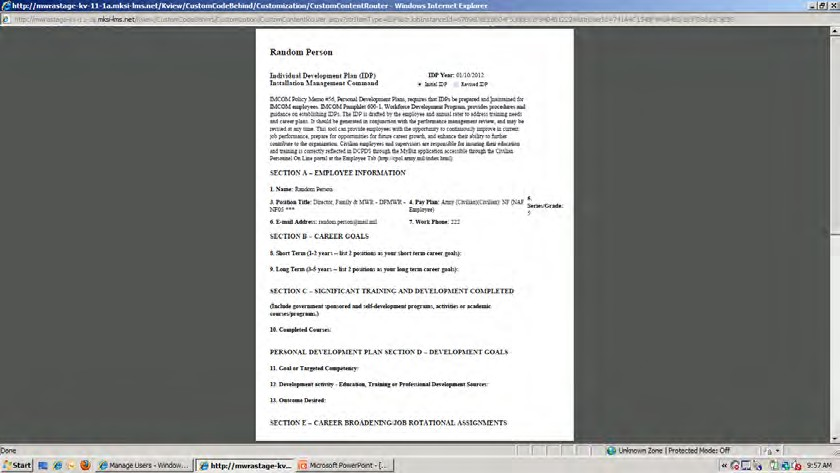 http://mwrastage-kv-11-1a.mksi-lms.net/Kview/CustomCodeBehind/Customization/CustomContentRouter - Windows Internet Explorer
Random Person
Individual Development Plan (IDP)
IDP Year: 01/10/2012
Installation Management Command
Initial IDP Revised IDP
IMCOM Policy Memo #56, Personal Development Plans, requires that IDPs be prepared and maintained for
IMCOM employees. IMCOM Pamphlet 600-1, Workforce Development Program, provides procedures and
guidance on establishing IDPs. The IDP is drafted by the employee and annual rater to address training needs
and career plans. It should be generated in conjunction with the performance management review, and may be
revised at any time. This tool can provide employees with the opportunity to continuously improve in current
job performance, prepare for opportunities for future career growth, and enhance their ability to further
contribute to the organization. Civilian employees and supervisors are responsible for insuring their education
and training is correctly reflected in DCPDS through the MyBiz application accessible through the Civilian
Personnel On Line portal at the Employee Tab (http://cpol.army.mil/index.html).
SECTION A – EMPLOYEE INFORMATION
1. Name: Random Person
3. Position Title: Director, Family & MWR - DFMWR - NF05 ***
4. Pay Plan: Army (Civilian)(Civilian): NF (NAF Employee)
Series/Grade:
5
6. E-mail Address: random.person@mail.mil
7. Work Phone: 222
SECTION B – CAREER GOALS
8. Short Term (1-2 years – list 2 positions as your short term career goals):
9. Long Term (3-5 years – list 2 positions as your long term career goals):
SECTION C – SIGNIFICANT TRAINING AND DEVELOPMENT COMPLETED
(Include government sponsored and self-development programs, activities or academic
courses/programs.)
10. Completed Courses:
PERSONAL DEVELOPMENT PLAN SECTION D – DEVELOPMENT GOALS
11. Goal or Targeted Competency:
12. Development activity - Education, Training or Professional Development Sources:
13. Outcome Desired:
SECTION E – CAREER BROADENING/JOB ROTATIONAL ASSIGNMENTS
Done
Unknown Zone | Protected Mode: Off
Start
Manage Users - Window...
http://mwrastage-kv...
Microsoft PowerPoint - [...
9:57 AM